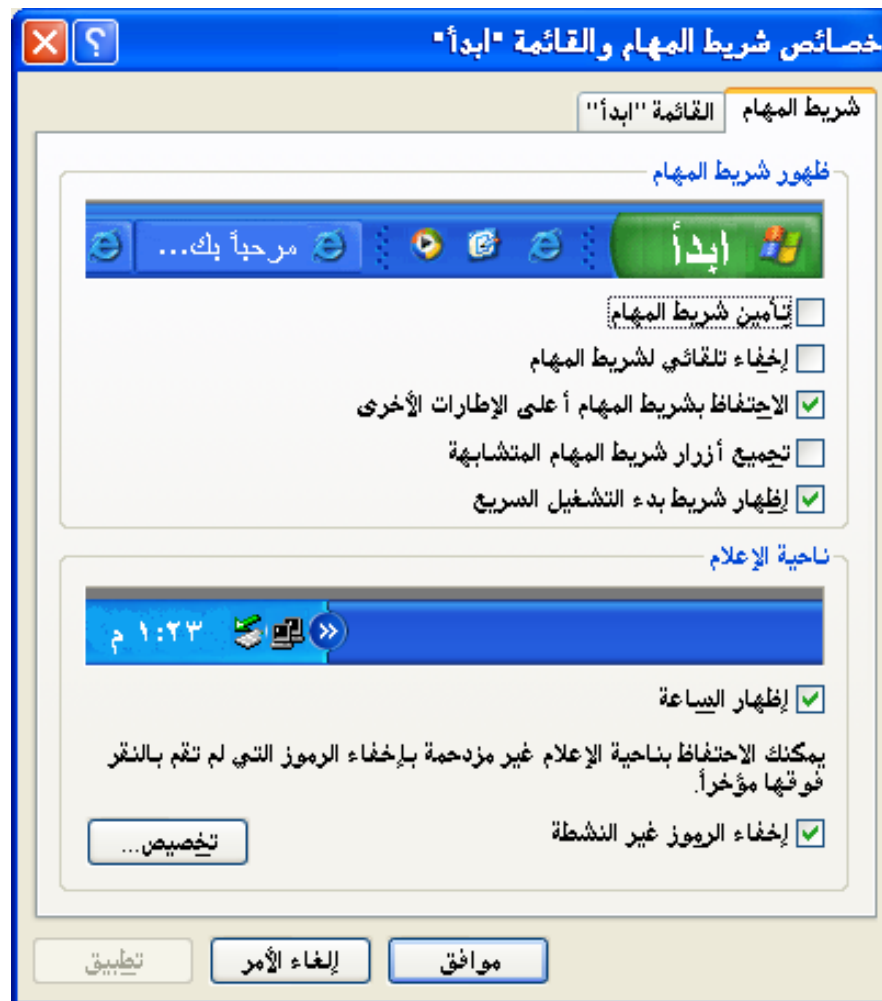 خصائص شريط المهام والقائمة "ابدأ"
شريط المهام
القائمة "ابدأ"
ظهور شريط المهام
ابدأ
مرحباً بك...
تأمين شريط المهام
إخفاء تلقائي لشريط المهام
الاحتفاظ بشريط المهام أعلى الإطارات الأخرى
تجميع أزرار شريط المهام المتشابهة
إظهار شريط بدء التشغيل السريع
ناحية الإعلام
١:٢٣ م
إظهار الساعة
يمكنك الاحتفاظ بناحية الإعلام غير مزدحمة بإخفاء الرموز التي لم تقم بالنقر
فوقها مؤخراً.
إخفاء الرموز غير النشطة
تخصيص...
موافق
إلغاء الأمر
تطبيق